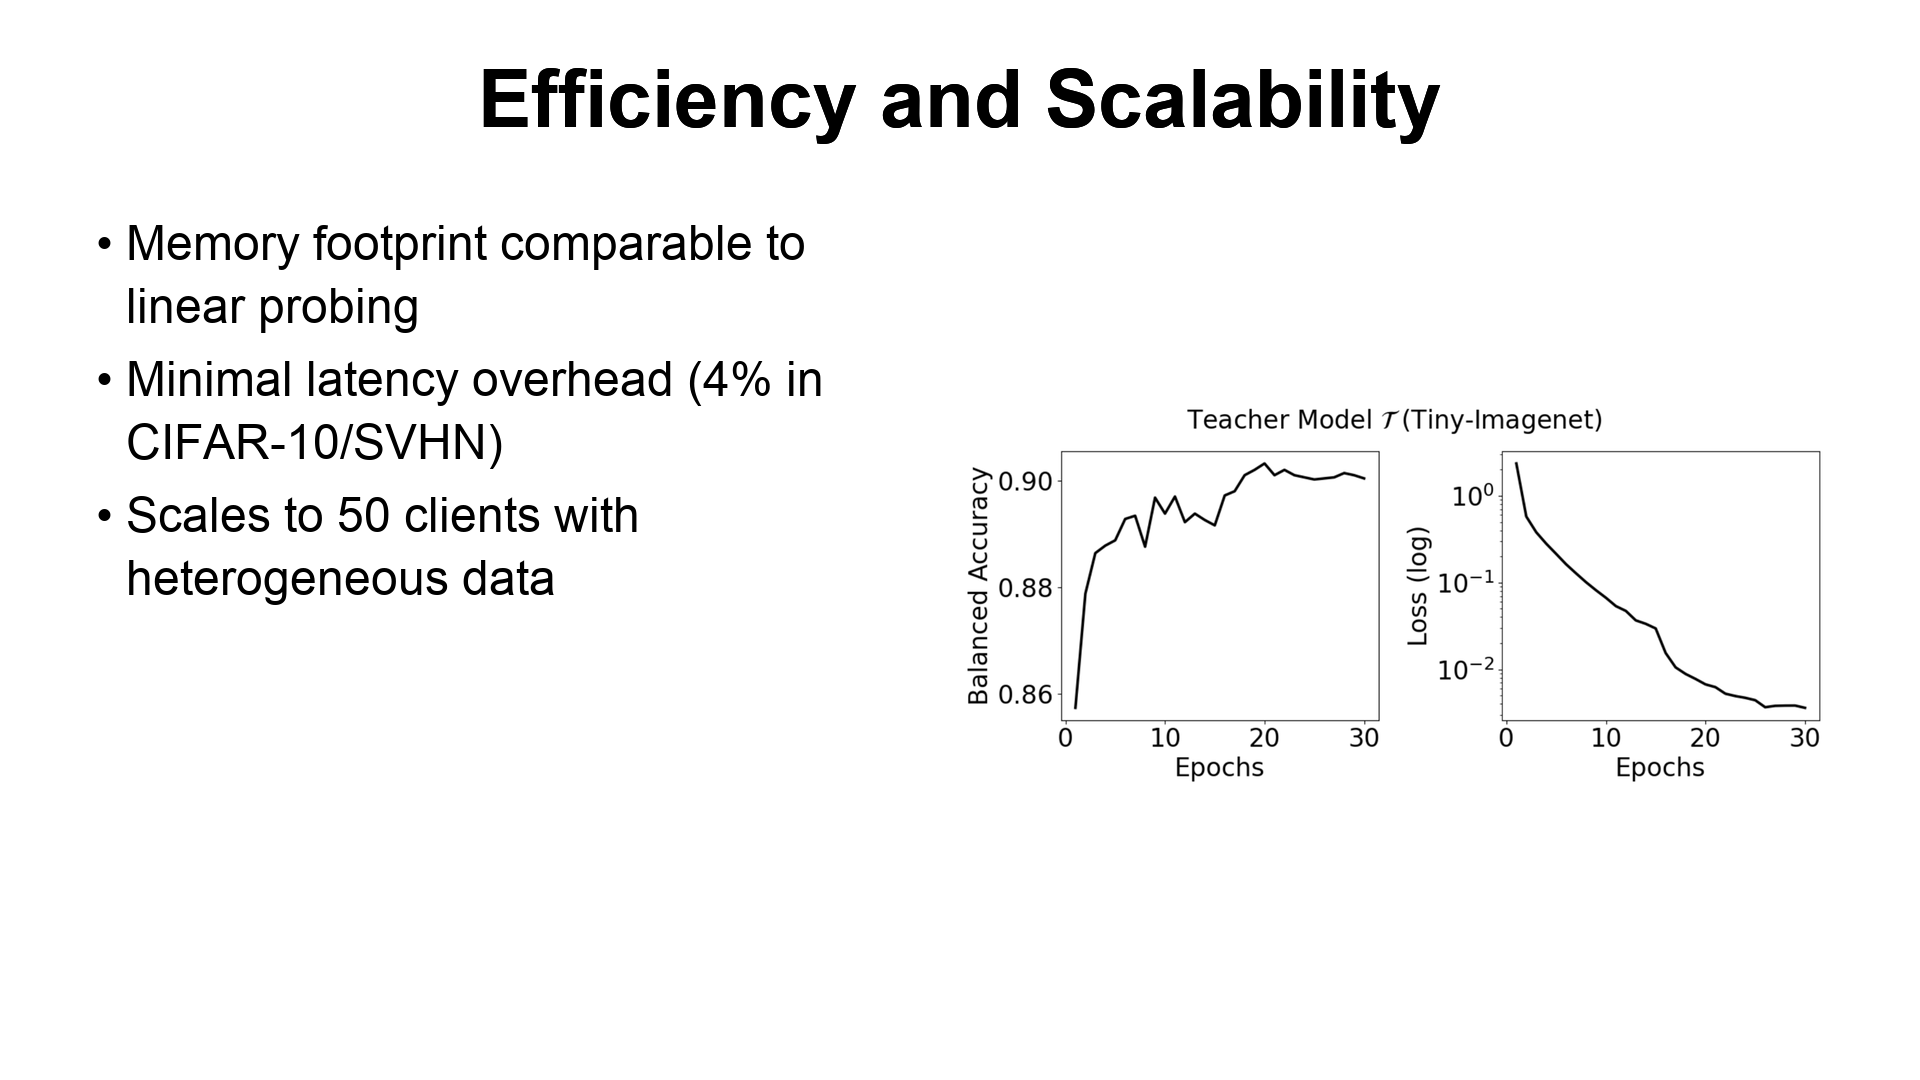 Efficiency and Scalability
• Memory footprint comparable to
linear probing
• Minimal latency overhead (4% in
CIFAR-10/SVHN)
• Scales to 50 clients with
heterogeneous data
Teacher Model 𝒯 (Tiny-Imagenet)
Balanced Accuracy
0.90
0.88
0.86
0 10 20 30
Epochs
Loss (log)
10⁰
10⁻¹
10⁻²
0 10 20 30
Epochs